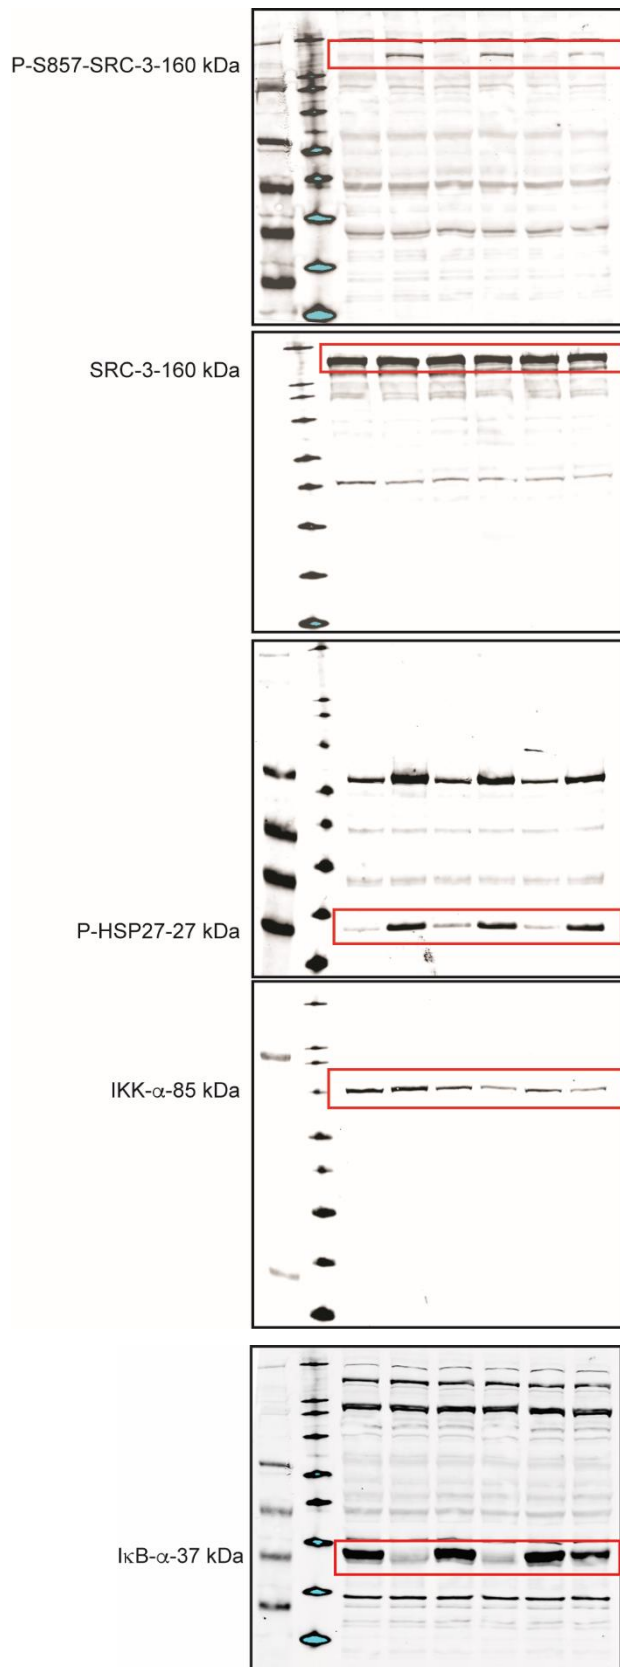 P-S857-SRC-3-160 kDa
SRC-3-160 kDa
P-HSP27-27 kDa
IKK-α-85 kDa
IκB-α-37 kDa